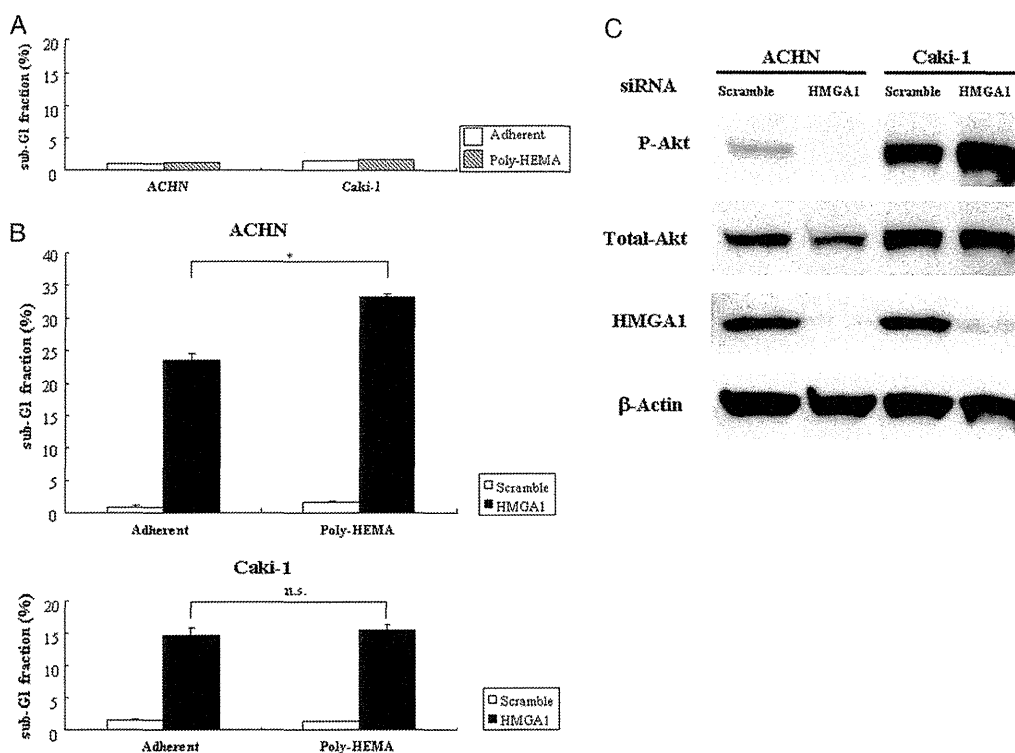 A
20
15
10
5
0
sub-G1 fraction (%)
ACHN
Caki-1
Adherent
Poly-HEMA
B
ACHN
*
40
35
30
25
20
15
10
5
0
sub-G1 fraction (%)
Adherent
Poly-HEMA
Scramble
HMGA1
Caki-1
n.s.
20
15
10
5
0
sub-G1 fraction (%)
Adherent
Poly-HEMA
Scramble
HMGA1
C
ACHN Caki-1
siRNA Scramble HMGA1 Scramble HMGA1
P-Akt
Total-Akt
HMGA1
β-Actin